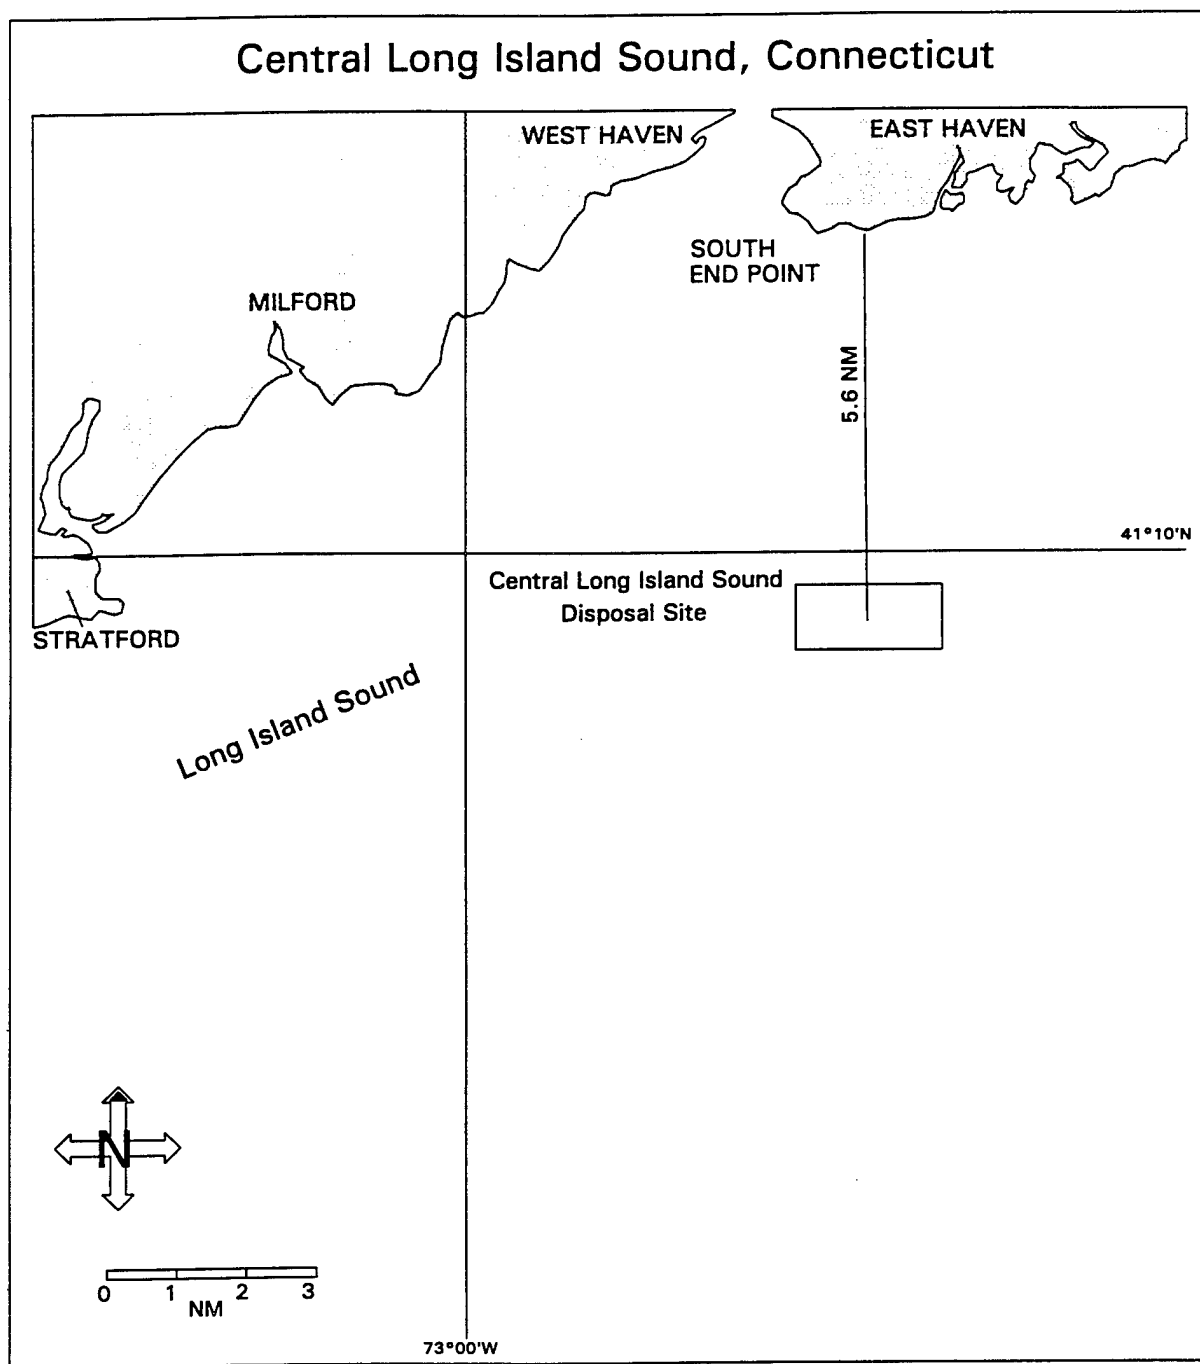 Central Long Island Sound, Connecticut
WEST HAVEN
EAST HAVEN
SOUTH
END POINT
MILFORD
5.6 NM
41°10'N
Central Long Island Sound
Disposal Site
STRATFORD
Long Island Sound
N
0 1 2 3
NM
73°00'W